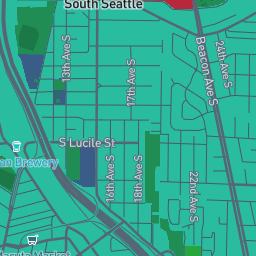 South Seattle
13th Ave S
17th Ave S
Beacon Ave S
24th Ave S
S Lucile St
an Brewery
16th Ave S
18th Ave S
22nd Ave S
Market